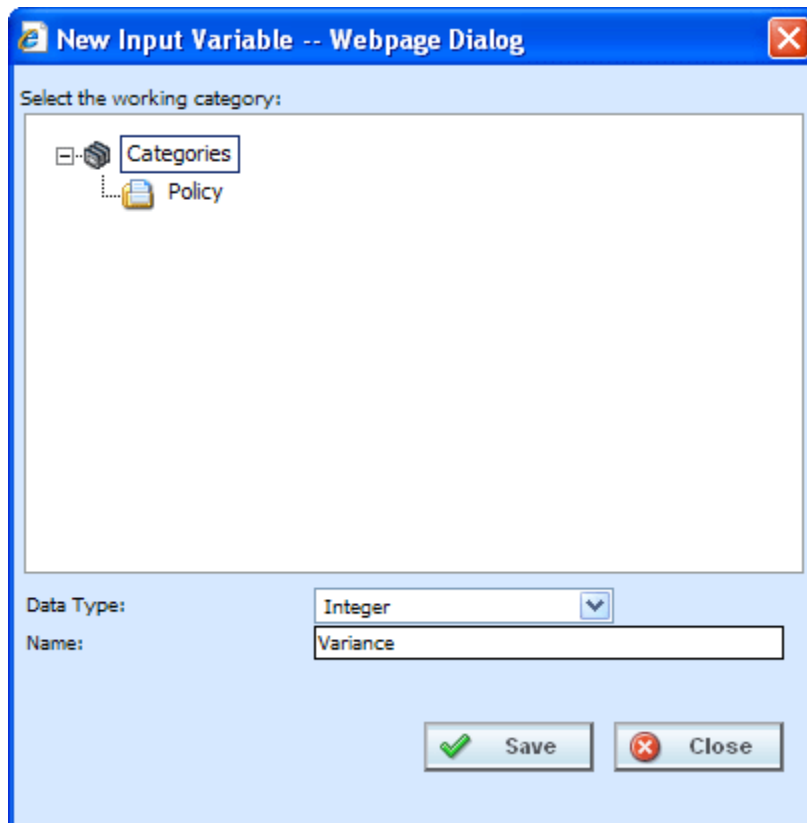 New Input Variable -- Webpage Dialog
Select the working category:
Categories
Policy
Data Type: Integer
Name: Variance
Save Close